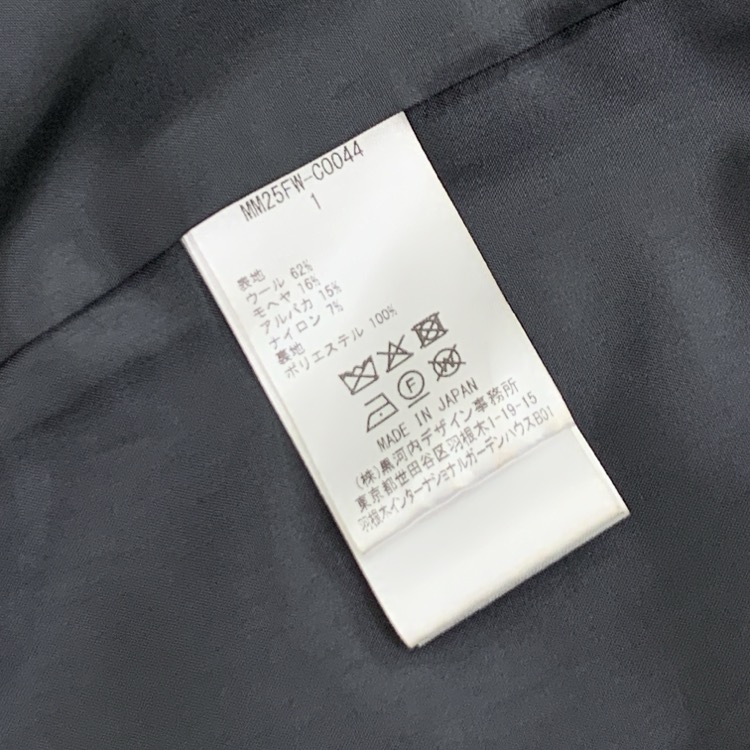 MM25FW-C0044
1
表地
ウール 62%
モヘヤ 16%
アルパカ 15%
ナイロン 7%
裏地
ポリエステル 100%
F W
MADE IN JAPAN
(株)黒河内デザイン事務所
東京都世田谷区羽根木1-19-15
羽根木インターナショナルガーデンハウスB01